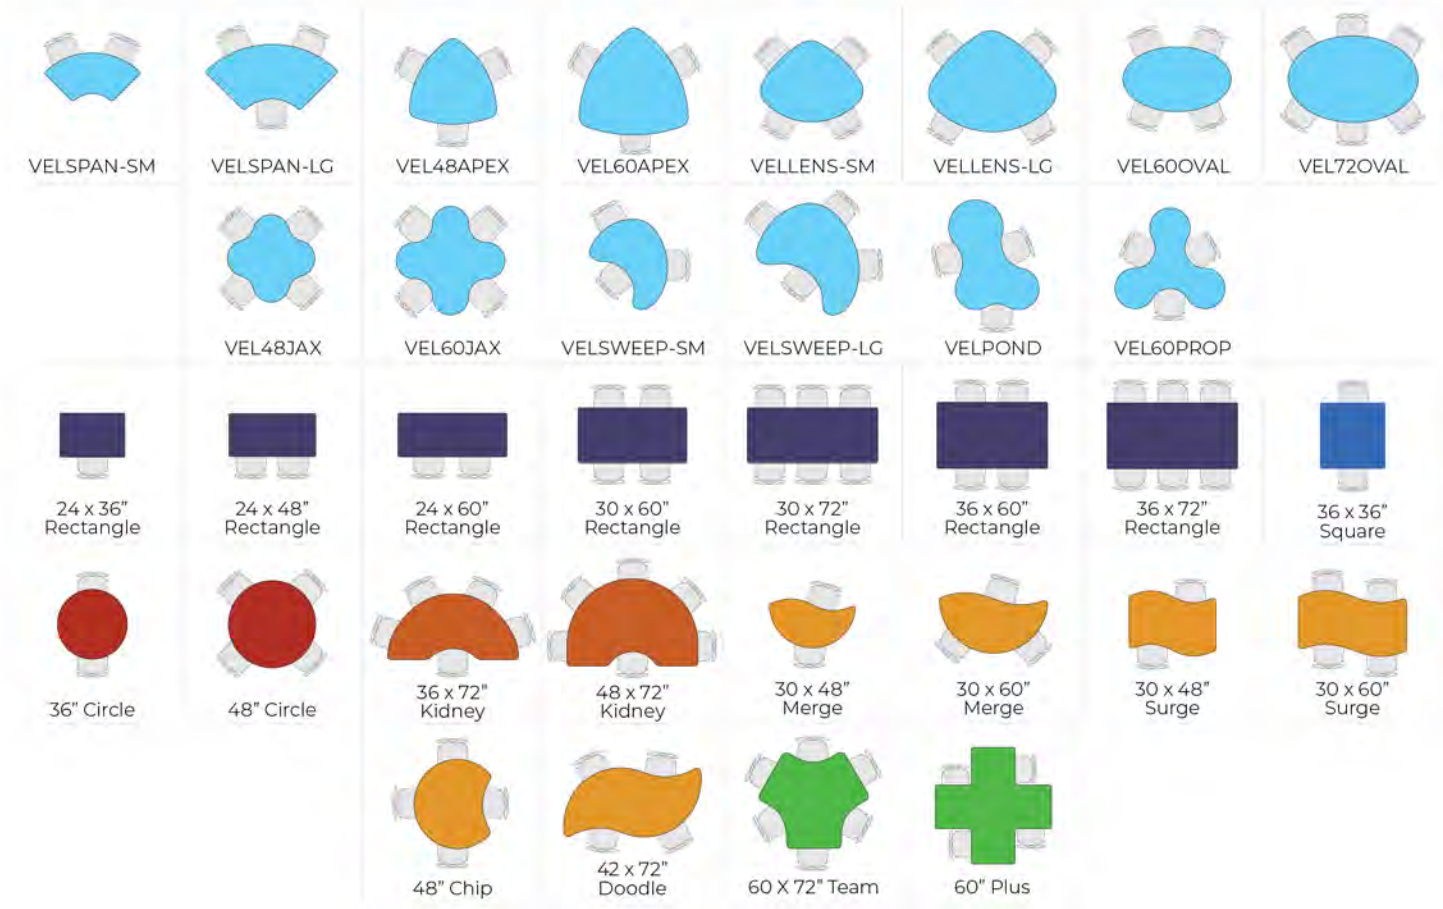 VELSPAN-SM
VELSPAN-LG
VEL48APEX
VEL60APEX
VELLENS-SM
VELLENS-LG
VEL60OVAL
VEL72OVAL
VEL48JAX
VEL60JAX
VELSWEEP-SM
VELSWEEP-LG
VELPOND
VEL60PROP
24 x 36”
Rectangle
24 x 48”
Rectangle
24 x 60”
Rectangle
30 x 60”
Rectangle
30 x 72”
Rectangle
36 x 60”
Rectangle
36 x 72”
Rectangle
36 x 36”
Square
36” Circle
48” Circle
36 x 72”
Kidney
48 x 72”
Kidney
30 x 48”
Merge
30 x 60”
Merge
30 x 48”
Surge
30 x 60”
Surge
48” Chip
42 x 72”
Doodle
60 X 72” Team
60” Plus